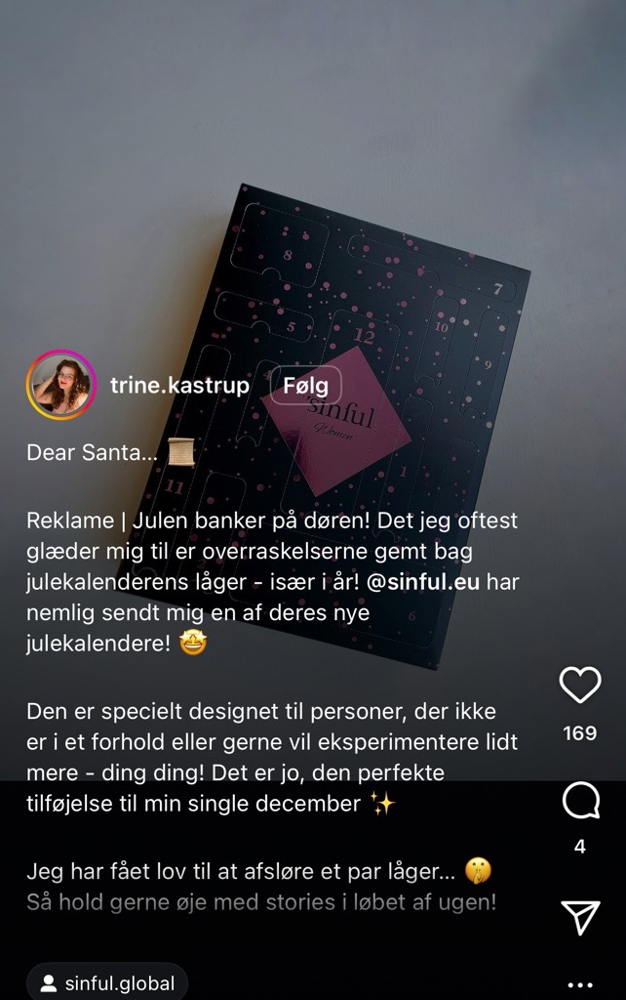 8
7
5
12
10
9
trine.kastrup
Følg
sinful
Women
Dear Santa...
1
11
Reklame | Julen banker på døren! Det jeg oftest
glæder mig til er overraskelserne gemt bag
julekalenderens låger - især i år! @sinful.eu har
nemlig sendt mig en af deres nye
julekalendere! 🤩
6
Den er specielt designet til personer, der ikke
er i et forhold eller gerne vil eksperimentere lidt
mere - ding ding! Det er jo, den perfekte
tilføjelse til min single december ✨
Jeg har fået lov til at afsløre et par låger... 🤫
Så hold gerne øje med stories i løbet af ugen!
169
4
sinful.global